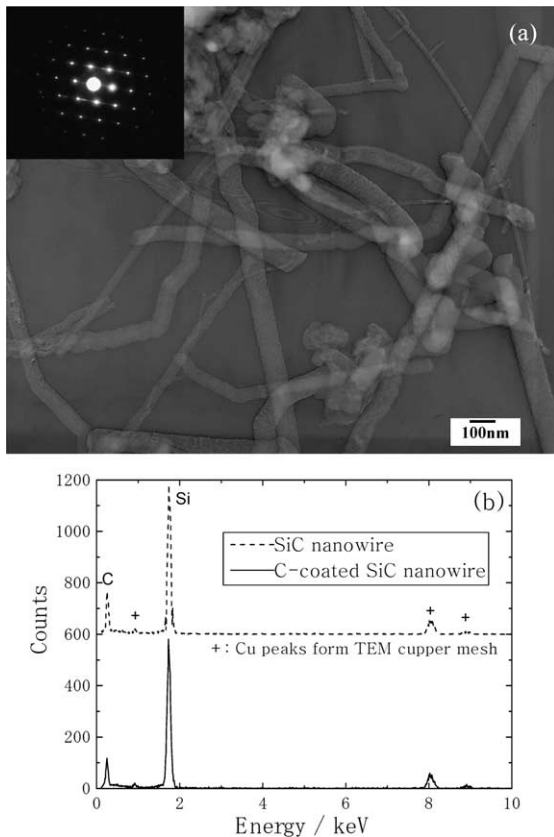 (a)
100nm
(b)
1200
1000
800
600
400
200
0
Counts
C
Si
SiC nanowire
C-coated SiC nanowire
+
+
+
+: Cu peaks form TEM cupper mesh
0
2
4
6
8
10
Energy / keV